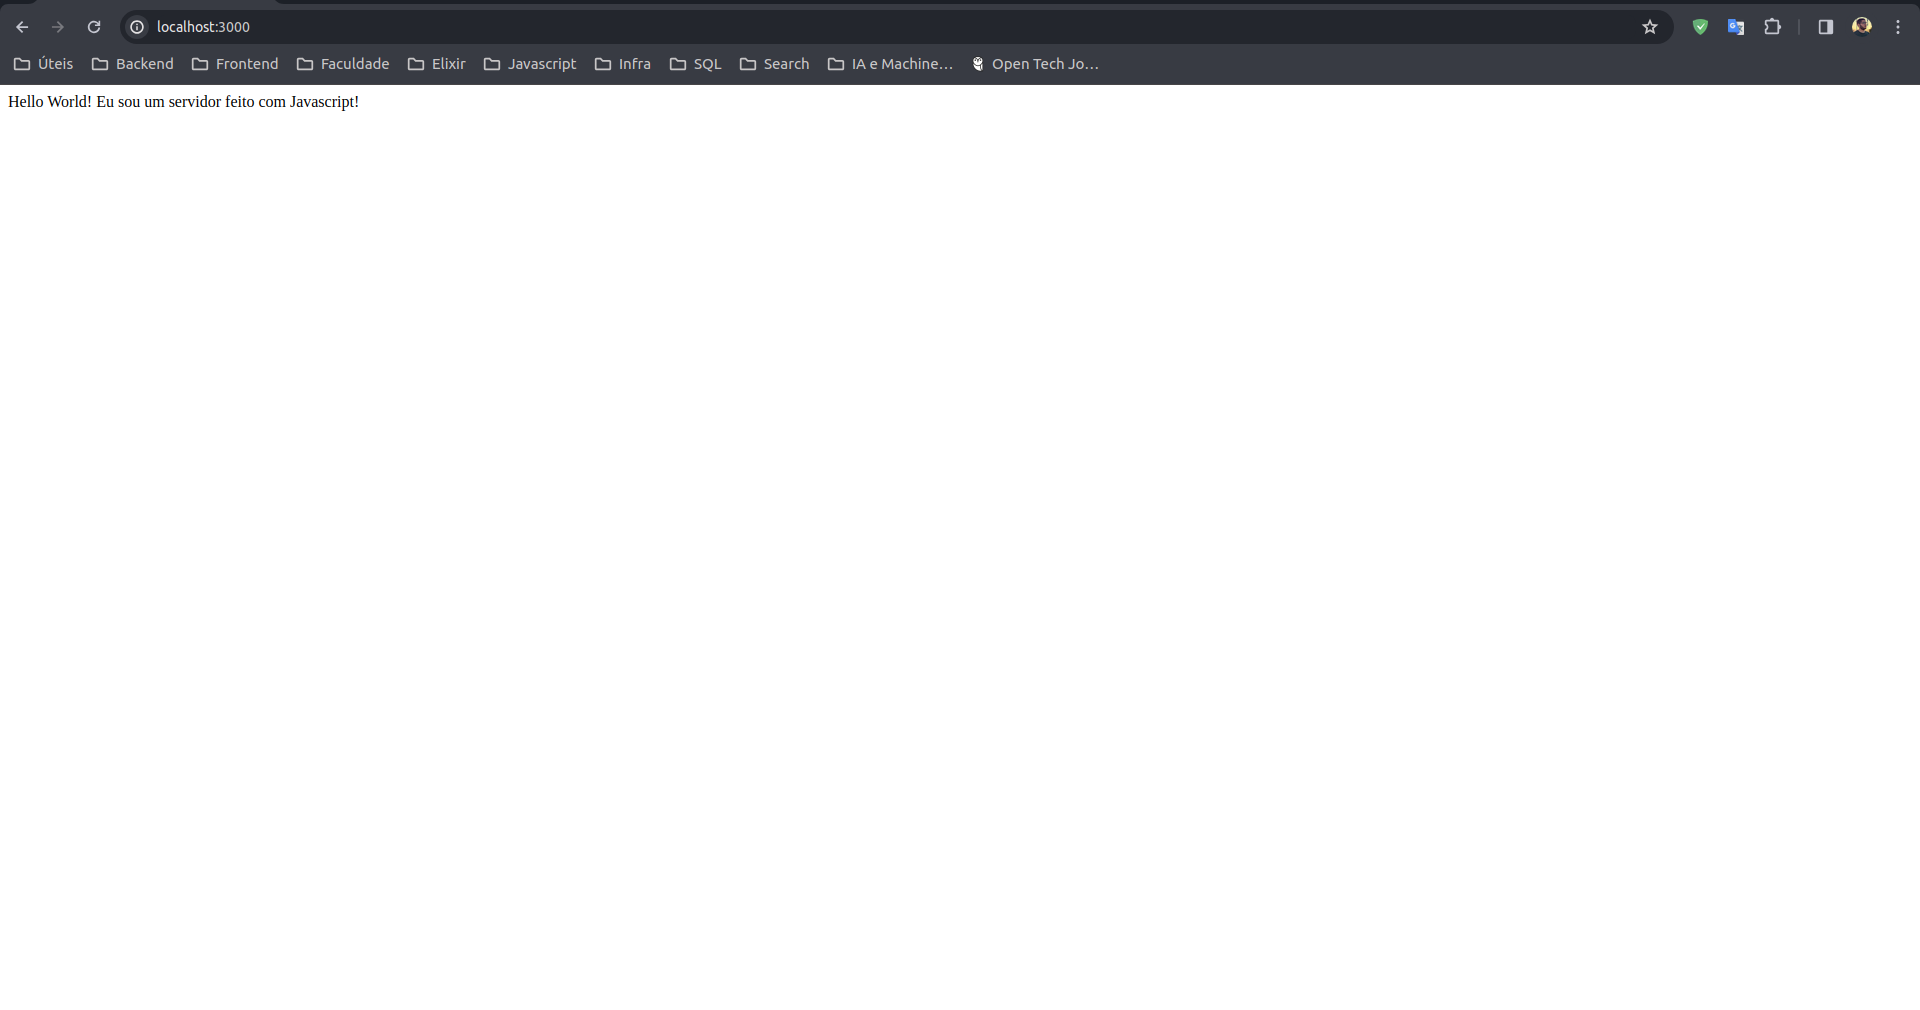 localhost:3000
Úteis Backend Frontend Faculdade Elixir Javascript Infra SQL Search IA e Machine... Open Tech Jo...
Hello World! Eu sou um servidor feito com Javascript!